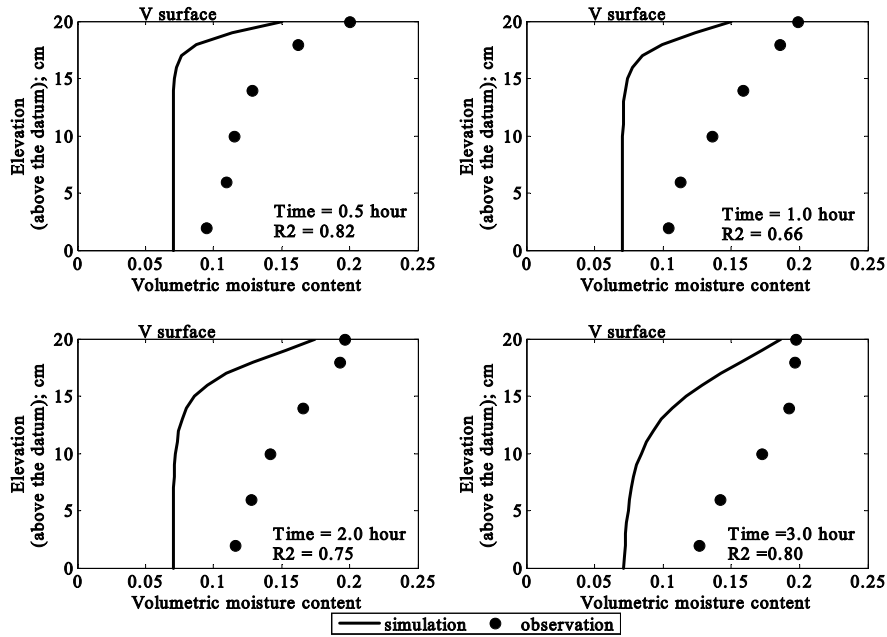 V surface
20
15
10
5
0
Elevation
(above the datum); cm
Time = 0.5 hour
R2 = 0.82
0 0.05 0.1 0.15 0.2 0.25
Volumetric moisture content
V surface
20
15
10
5
0
Elevation
(above the datum); cm
Time = 1.0 hour
R2 = 0.66
0 0.05 0.1 0.15 0.2 0.25
Volumetric moisture content
V surface
20
15
10
5
0
Elevation
(above the datum); cm
Time = 2.0 hour
R2 = 0.75
0 0.05 0.1 0.15 0.2 0.25
Volumetric moisture content
V surface
20
15
10
5
0
Elevation
(above the datum); cm
Time =3.0 hour
R2 =0.80
0 0.05 0.1 0.15 0.2 0.25
Volumetric moisture content
simulation observation